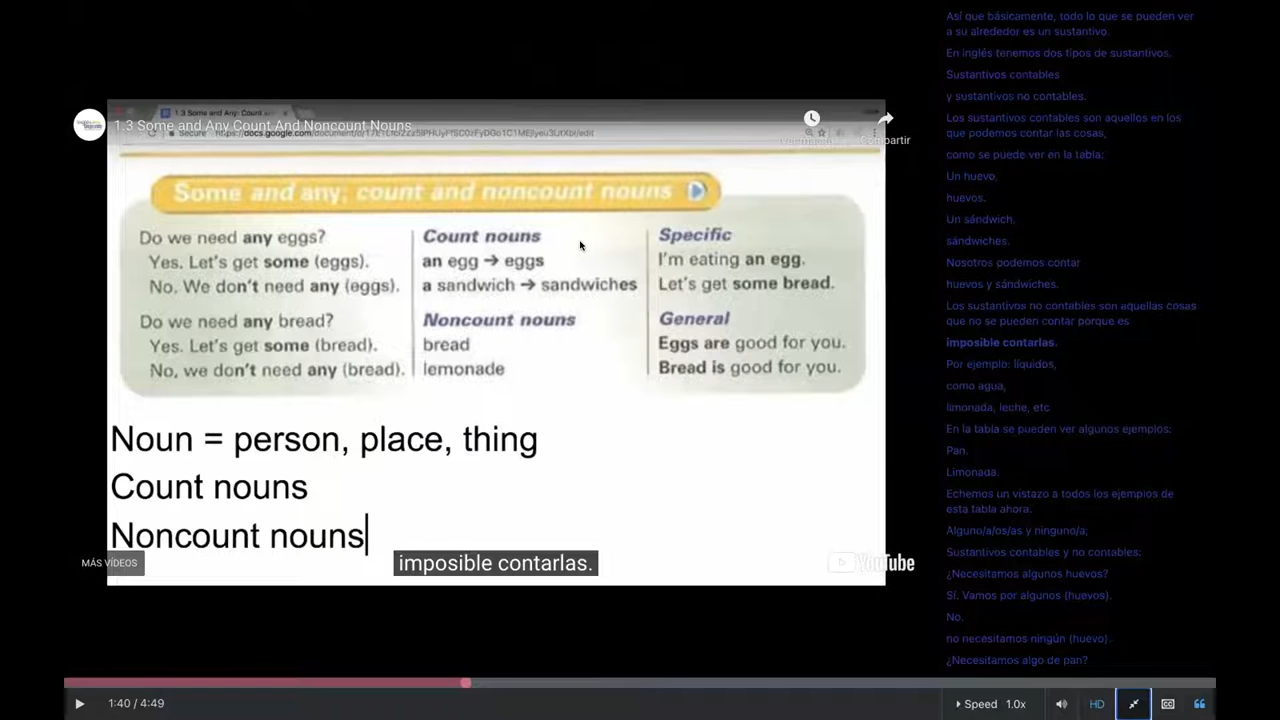 1.3 Some and Any: Count
Secure
1.3 Some and Any Count And Noncount Nouns
Some and any; count and noncount nouns
Do we need any eggs?
Yes. Let's get some (eggs).
No. We don't need any (eggs).
Do we need any bread?
Yes. Let's get some (bread).
No, we don't need any (bread).
Count nouns
an egg → eggs
a sandwich → sandwiches
Noncount nouns
bread
lemonade
Specific
I'm eating an egg.
Let's get some bread.
General
Eggs are good for you.
Bread is good for you.
Noun = person, place, thing
Count nouns
Noncount nouns
MÁS VÍDEOS
imposible contarlas.
YouTube
1:40 / 4:49
Speed 1.0x
HD
CC
Así que básicamente, todo lo que se pueden ver
a su alrededor es un sustantivo.
En inglés tenemos dos tipos de sustantivos.
Sustantivos contables
y sustantivos no contables.
Los sustantivos contables son aquellos en los
que podemos contar las cosas,
como se puede ver en la tabla:
Un huevo,
huevos.
Un sándwich,
sándwiches.
Nosotros podemos contar
huevos y sándwiches.
Los sustantivos no contables son aquellas cosas
que no se pueden contar porque es
imposible contarlas.
Por ejemplo: líquidos,
como agua,
limonada, leche, etc
En la tabla se pueden ver algunos ejemplos:
Pan.
Limonada.
Echemos un vistazo a todos los ejemplos de
esta tabla ahora.
Alguno/a/os/as y ninguno/a;
Sustantivos contables y no contables:
¿Necesitamos algunos huevos?
Sí. Vamos por algunos (huevos).
No,
no necesitamos ningún (huevo).
¿Necesitamos algo de pan?